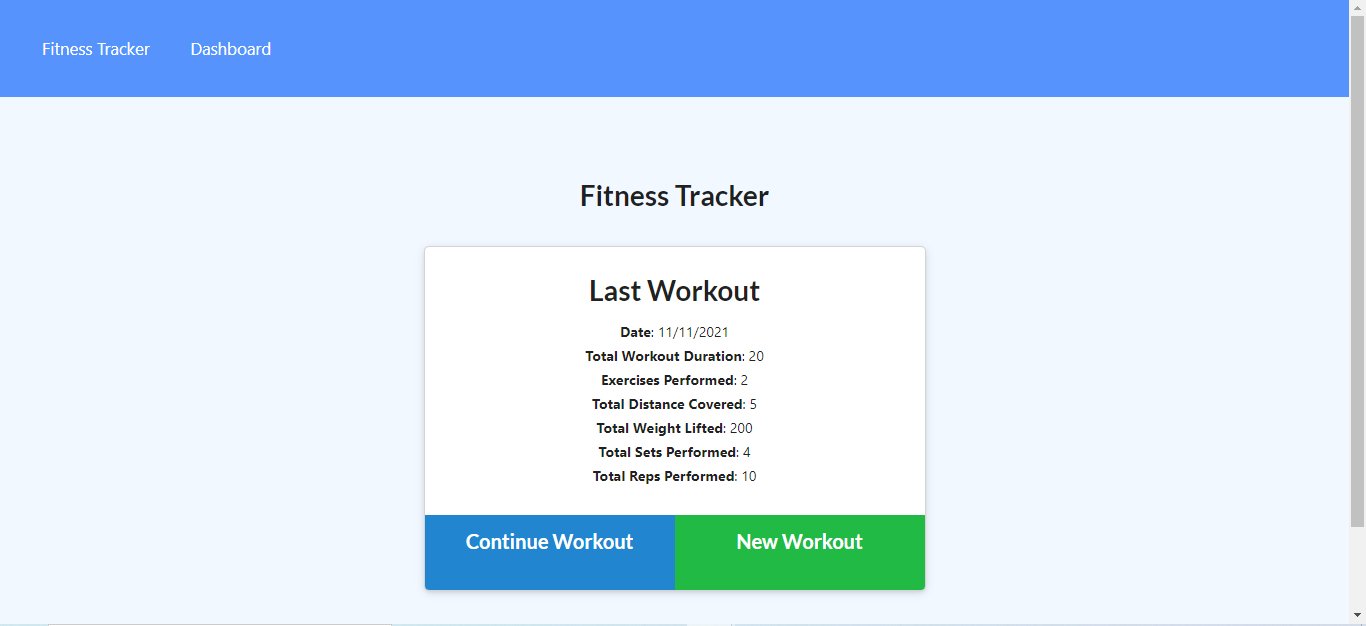 Fitness Tracker Dashboard
Fitness Tracker
Last Workout
Date: 11/11/2021
Total Workout Duration: 20
Exercises Performed: 2
Total Distance Covered: 5
Total Weight Lifted: 200
Total Sets Performed: 4
Total Reps Performed: 10
Continue Workout New Workout